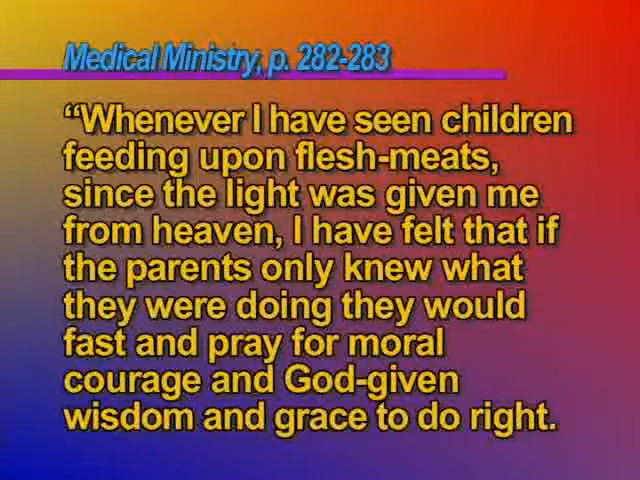 Medical Ministry, p. 282-283
“Whenever I have seen children
feeding upon flesh-meats,
since the light was given me
from heaven, I have felt that if
the parents only knew what
they were doing they would
fast and pray for moral
courage and God-given
wisdom and grace to do right.